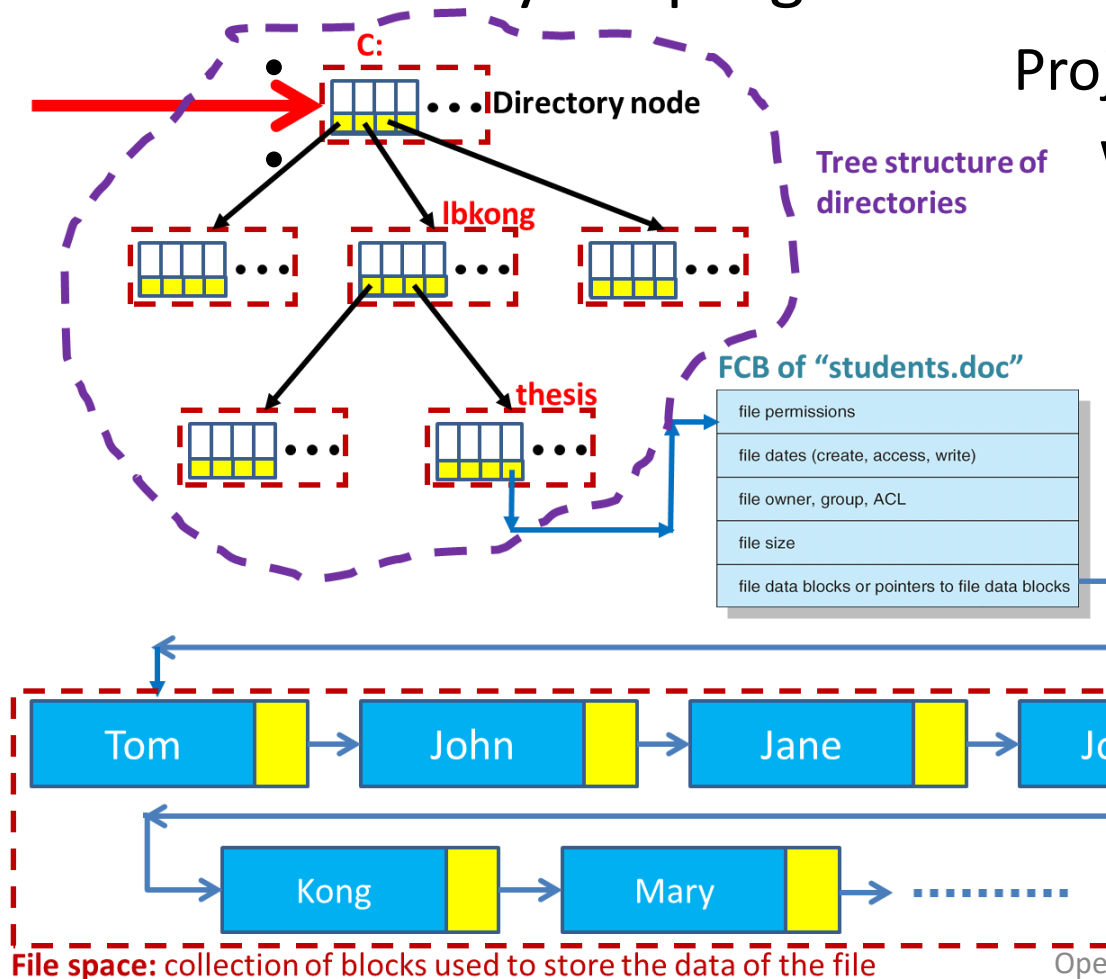 C:
Directory node
Tree structure of
directories
lbkong
thesis
FCB of “students.doc”
file permissions
file dates (create, access, write)
file owner, group, ACL
file size
file data blocks or pointers to file data blocks
Tom
John
Jane
Kong
Mary
File space: collection of blocks used to store the data of the file